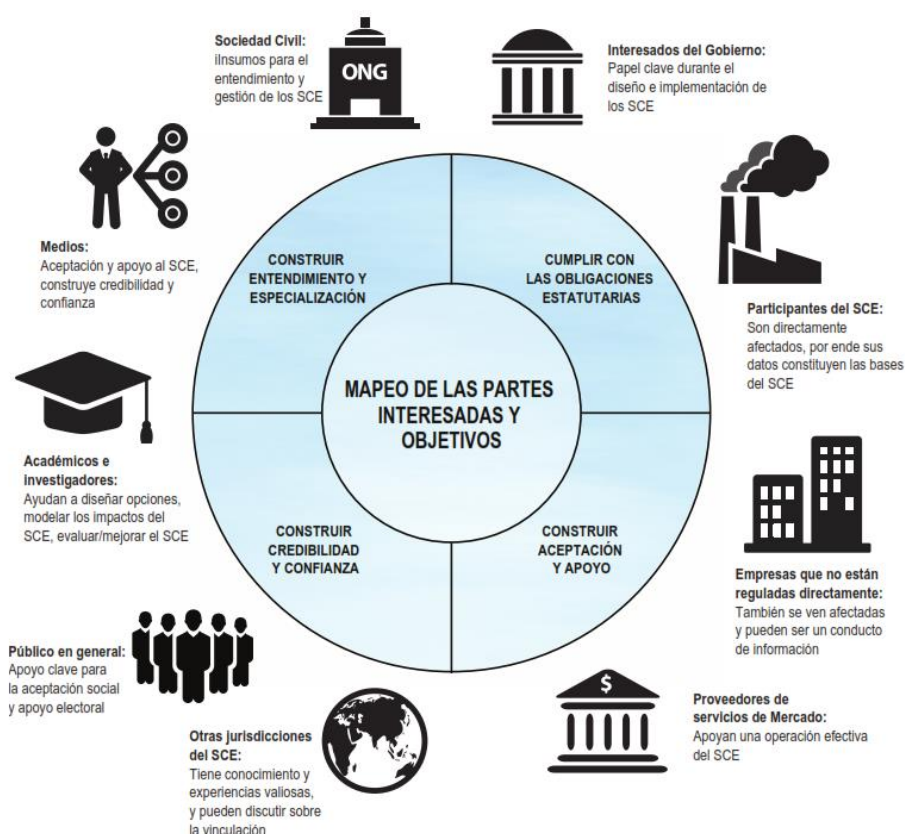 Sociedad Civil:
iInsumos para el
entendimiento y
gestión de los SCE
ONG
Interesados del Gobierno:
Papel clave durante el
diseño e implementación de
los SCE
Medios:
Aceptación y apoyo al SCE,
construye credibilidad y
confianza
CONSTRUIR
ENTENDIMIENTO Y
ESPECIALIZACIÓN
CUMPLIR CON
LAS OBLIGACIONES
ESTATUTARIAS
Participantes del SCE:
Son directamente
afectados, por ende sus
datos constituyen las bases
del SCE
MAPEO DE LAS PARTES
INTERESADAS Y
OBJETIVOS
Académicos e
investigadores:
Ayudan a diseñar opciones,
modelar los impactos del
SCE, evaluar/mejorar el SCE
CONSTRUIR
CREDIBILIDAD
Y CONFIANZA
CONSTRUIR
ACEPTACIÓN
Y APOYO
Empresas que no están
reguladas directamente:
También se ven afectadas
y pueden ser un conducto
de información
Público en general:
Apoyo clave para
la aceptación social
y apoyo electoral
$
Proveedores de
servicios de Mercado:
Apoyan una operación efectiva
del SCE
Otras jurisdicciones
del SCE:
Tiene conocimiento y
experiencias valiosas,
y pueden discutir sobre
la vinculación